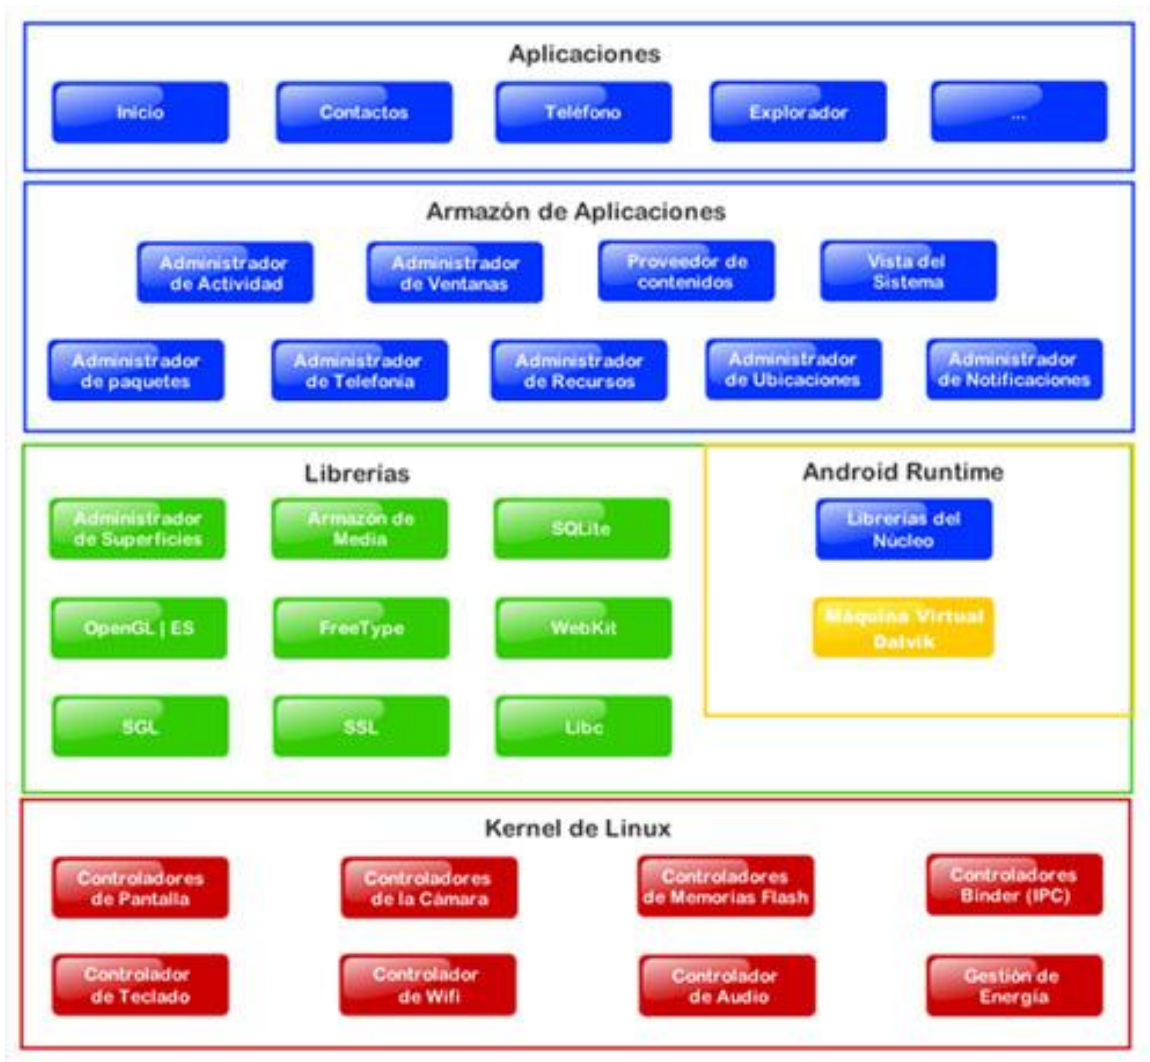 Aplicaciones
Inicio
Contactos
Teléfono
Explorador
...
Armazón de Aplicaciones
Administrador
de Actividad
Administrador
de Ventanas
Proveedor de
contenidos
Vista del
Sistema
Administrador
de paquetes
Administrador
de Telefonía
Administrador
de Recursos
Administrador
de Ubicaciones
Administrador
de Notificaciones
Librerías
Administrador
de Superficies
Armazón de
Media
SQLite
OpenGL | ES
FreeType
WebKit
SGL
SSL
Libc
Android Runtime
Librerías del
Núcleo
Máquina Virtual
Dalvik
Kernel de Linux
Controladores
de Pantalla
Controladores
de la Cámara
Controladores
de Memorias Flash
Controladores
Binder (IPC)
Controlador
de Teclado
Controlador
de Wifi
Controlador
de Audio
Gestión de
Energía